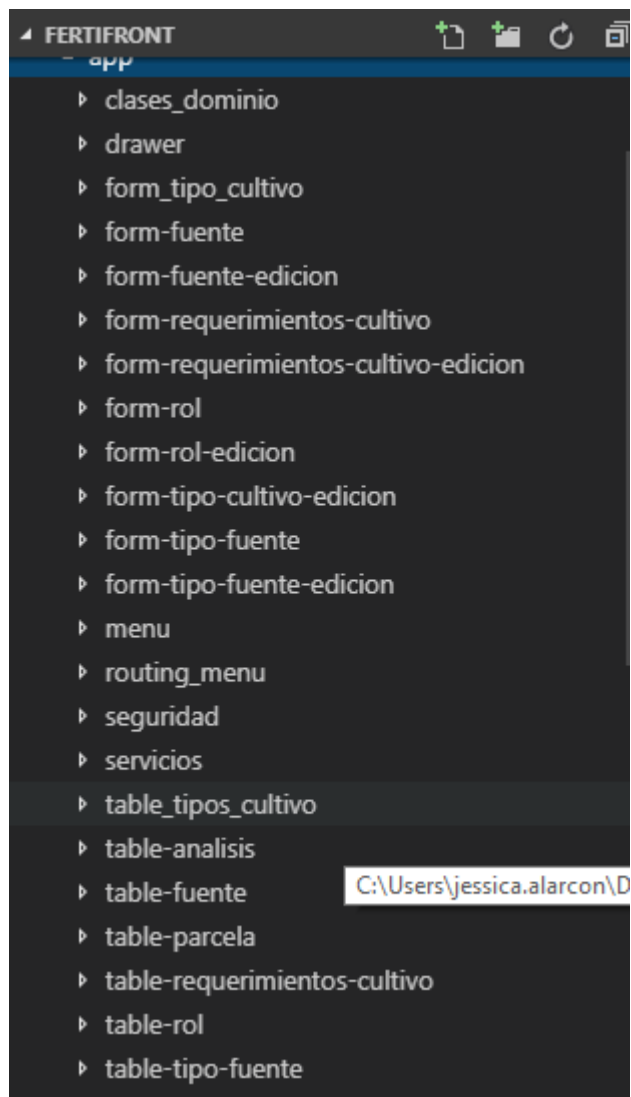 FERTIFRONT
app
clases_dominio
drawer
form_tipo_cultivo
form-fuente
form-fuente-edicion
form-requerimientos-cultivo
form-requerimientos-cultivo-edicion
form-rol
form-rol-edicion
form-tipo-cultivo-edicion
form-tipo-fuente
form-tipo-fuente-edicion
menu
routing_menu
seguridad
servicios
table_tipos_cultivo
table-analisis
table-fuente
C:\Users\jessica.alarcon\D
table-parcela
table-requerimientos-cultivo
table-rol
table-tipo-fuente